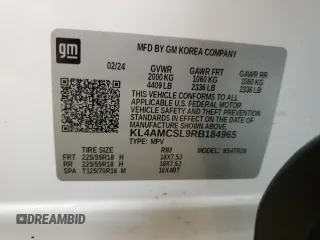 gm
MFD BY GM KOREA COMPANY
02/24 GVWR GAWR FRT GAWR RR
2000 KG 1060 KG 1060 KG
4409 LB 2336 LB 2336 LB
THIS VEHICLE CONFORMS TO ALL
APPLICABLE U.S. FEDERAL MOTOR
VEHICLE SAFETY
THEFT PREVENTION STANDARDS IN EFFECT
ON THE DATE OF MANUFACTURE SHOWN ABOVE.
KL4AMCSL9RB184965
TYPE: MPV MODEL:
TIRE SIZE RIM
FRT 225/55R18 H 18X7.5J
RR 225/55R18 H 18X7.5J
SPA T125/70R16 M 16X4BT
DREAMBID